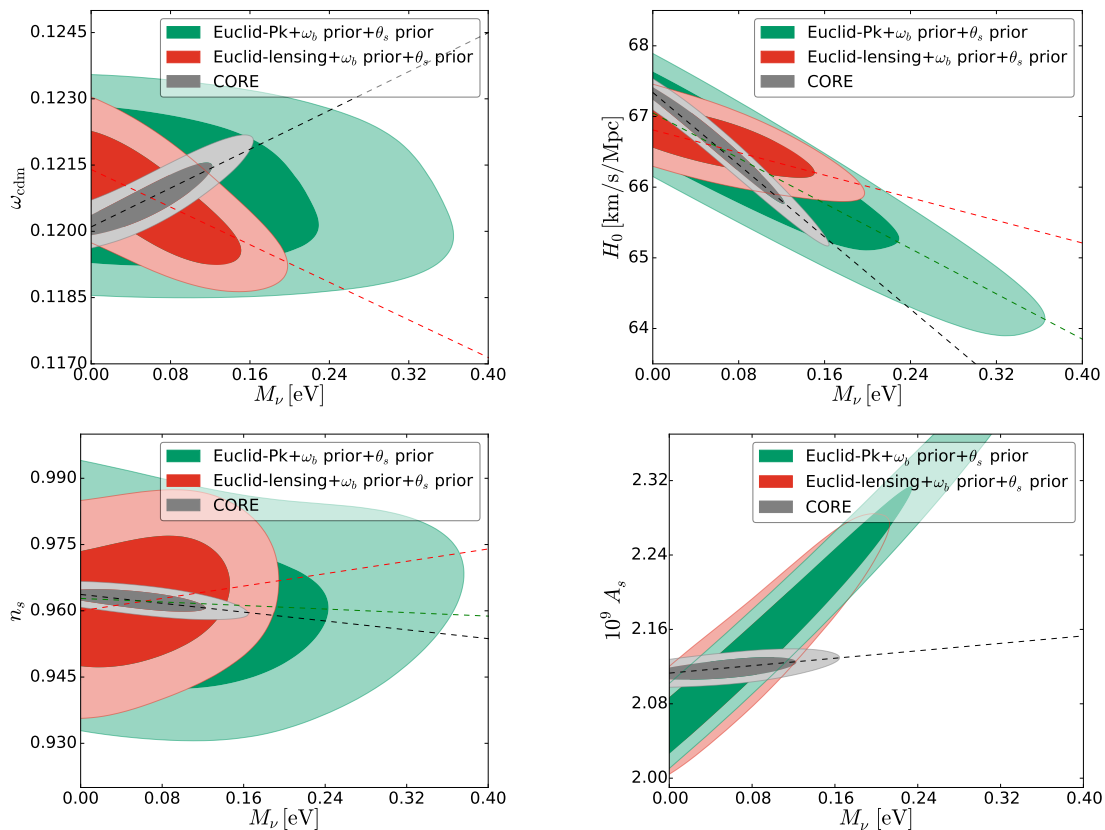 0.1245
0.1230
0.1215
0.1200
0.1185
0.1170
ω_cdm
Euclid-Pk+ω_b prior+θ_s prior
Euclid-lensing+ω_b prior+θ_s prior
CORE
0.00 0.08 0.16 0.24 0.32 0.40
M_ν [eV]
68
67
66
65
64
H_0 [km/s/Mpc]
Euclid-Pk+ω_b prior+θ_s prior
Euclid-lensing+ω_b prior+θ_s prior
CORE
0.00 0.08 0.16 0.24 0.32 0.40
M_ν [eV]
0.990
0.975
0.960
0.945
0.930
n_s
Euclid-Pk+ω_b prior+θ_s prior
Euclid-lensing+ω_b prior+θ_s prior
CORE
0.00 0.08 0.16 0.24 0.32 0.40
M_ν [eV]
2.32
2.24
2.16
2.08
2.00
10^9 A_s
Euclid-Pk+ω_b prior+θ_s prior
Euclid-lensing+ω_b prior+θ_s prior
CORE
0.00 0.08 0.16 0.24 0.32 0.40
M_ν [eV]